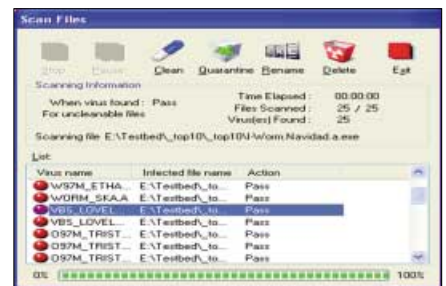 Scan Files
Stop Pause Clean Quarantine Rename Delete Exit
Scanning Information
When virus found : Pass
For uncleanable files
Time Elapsed : 00:00:00
Files Scanned : 25 / 25
Virus(es) Found : 25
Scanning file E:\Testbed\_top10\_top10\I-Worm.Navidad.a.exe
List:
Virus name Infected file name Action
W97M_ETHA... E:\Testbed\_to... Pass
WORM_SKA.A E:\Testbed\_to... Pass
VBS_LOVEL... E:\Testbed\_to... Pass
VBS_LOVEL... E:\Testbed\_to... Pass
O97M_TRIST... E:\Testbed\_to... Pass
O97M_TRIST... E:\Testbed\_to... Pass
O97M_TRIST... E:\Testbed\_to... Pass
0% 100%